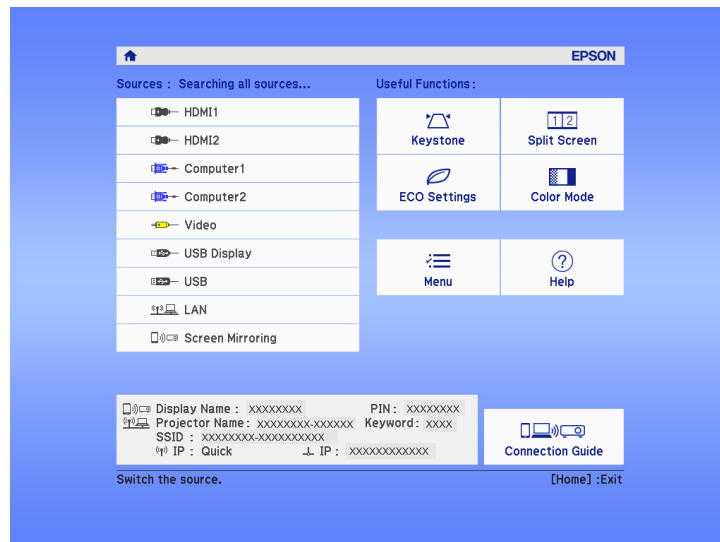 EPSON
Sources : Searching all sources...
HDMI1
HDMI2
Computer1
Computer2
Video
USB Display
USB
LAN
Screen Mirroring
Useful Functions:
Keystone
1 2
Split Screen
ECO Settings
Color Mode
Menu
?
Help
Display Name : XXXXXXXX PIN : XXXXXXXX
Projector Name : XXXXXXXX-XXXXXX Keyword : XXXX
SSID : XXXXXXXX-XXXXXXXXXX
IP : Quick IP : XXXXXXXXXXXX
Connection Guide
Switch the source. [Home] :Exit